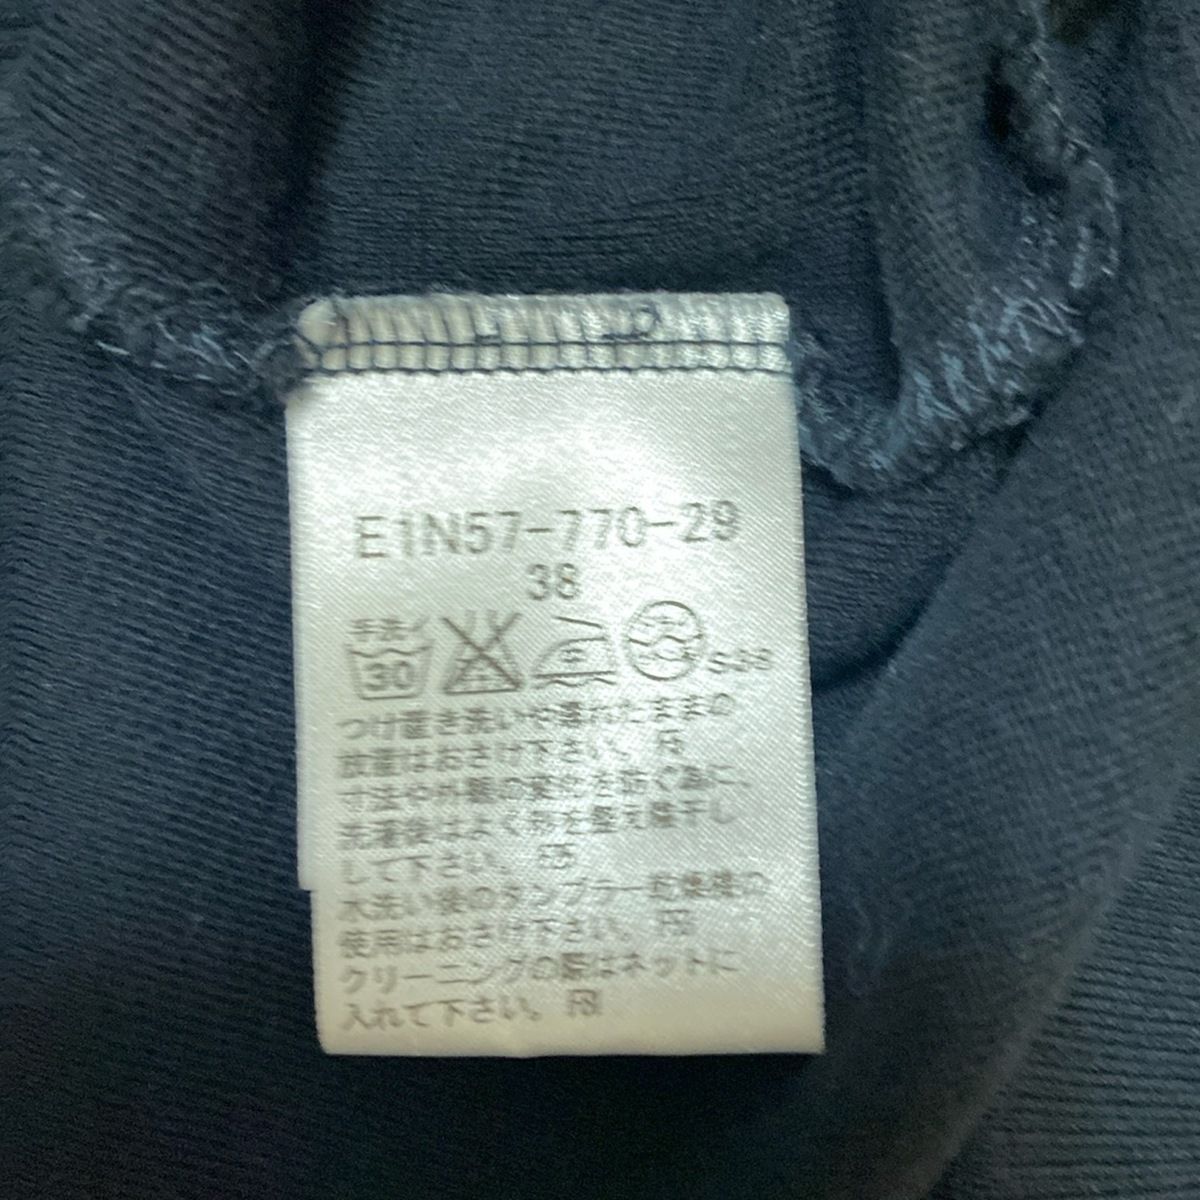 E1N57-770-29
38
手洗イ
30
つけ置き洗いや濡れたままの
放置はおさけ下さい。
寸法や外観の変化を防ぐ為に、
洗濯後はよく形を整え陰干し
して下さい。
水洗い後のタンブラー乾燥機の
使用はおさけ下さい。
クリーニングの際はネットに
入れて下さい。